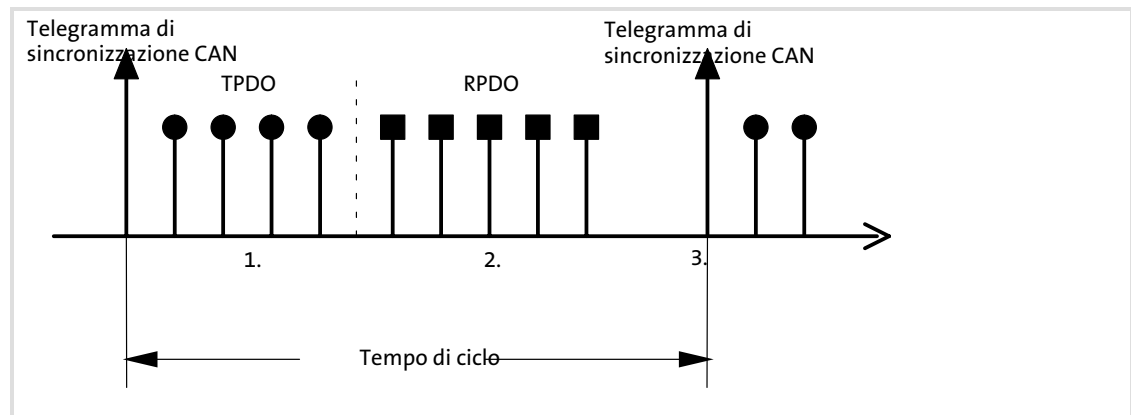 Telegramma di
sincronizzazione CAN
Telegramma di
sincronizzazione CAN
TPDO
RPDO
1.
2.
3.
Tempo di ciclo